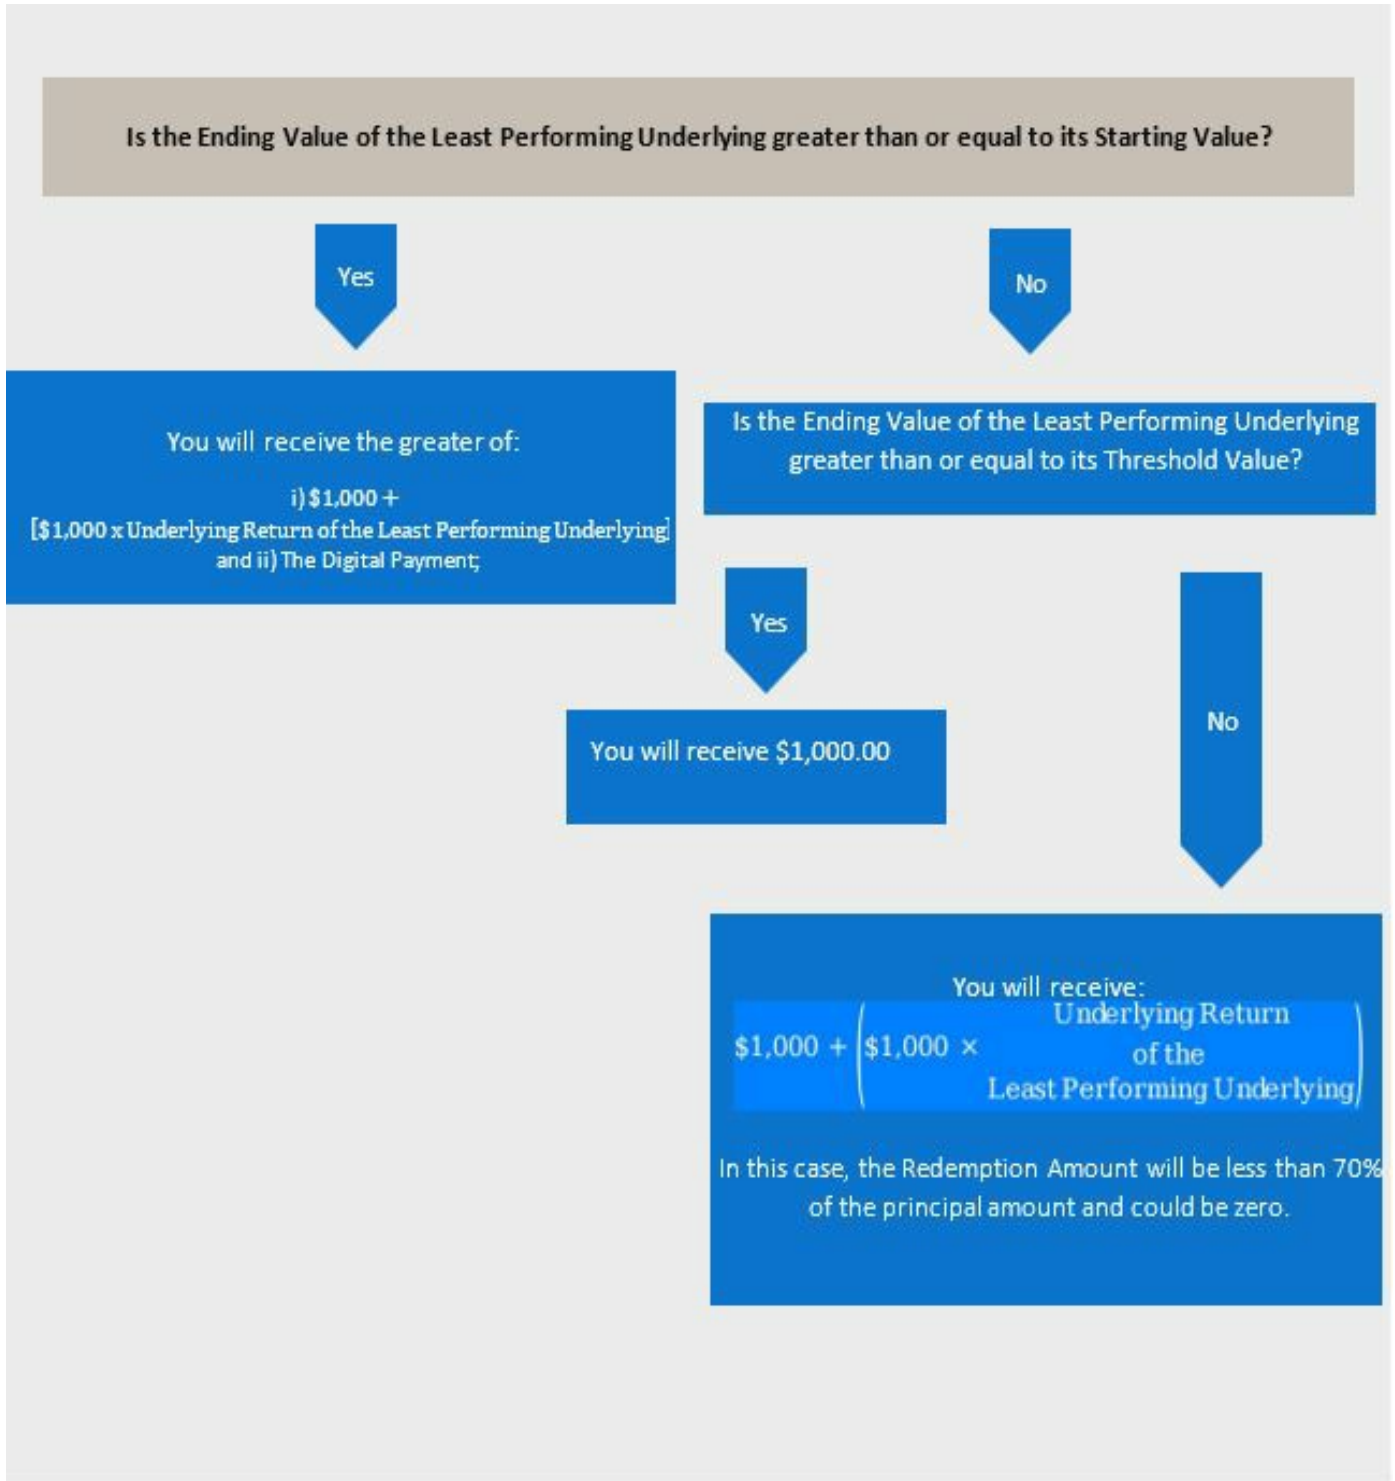 Is the Ending Value of the Least Performing Underlying greater than or equal to its Starting Value?
Yes
No
You will receive the greater of:
i) $1,000 +
[$1,000 x Underlying Return of the Least Performing Underlying]
and ii) The Digital Payment;
Is the Ending Value of the Least Performing Underlying
greater than or equal to its Threshold Value?
Yes
No
You will receive $1,000.00
You will receive:
Underlying Return
$1,000 + ($1,000 × of the
Least Performing Underlying)
In this case, the Redemption Amount will be less than 70%
of the principal amount and could be zero.